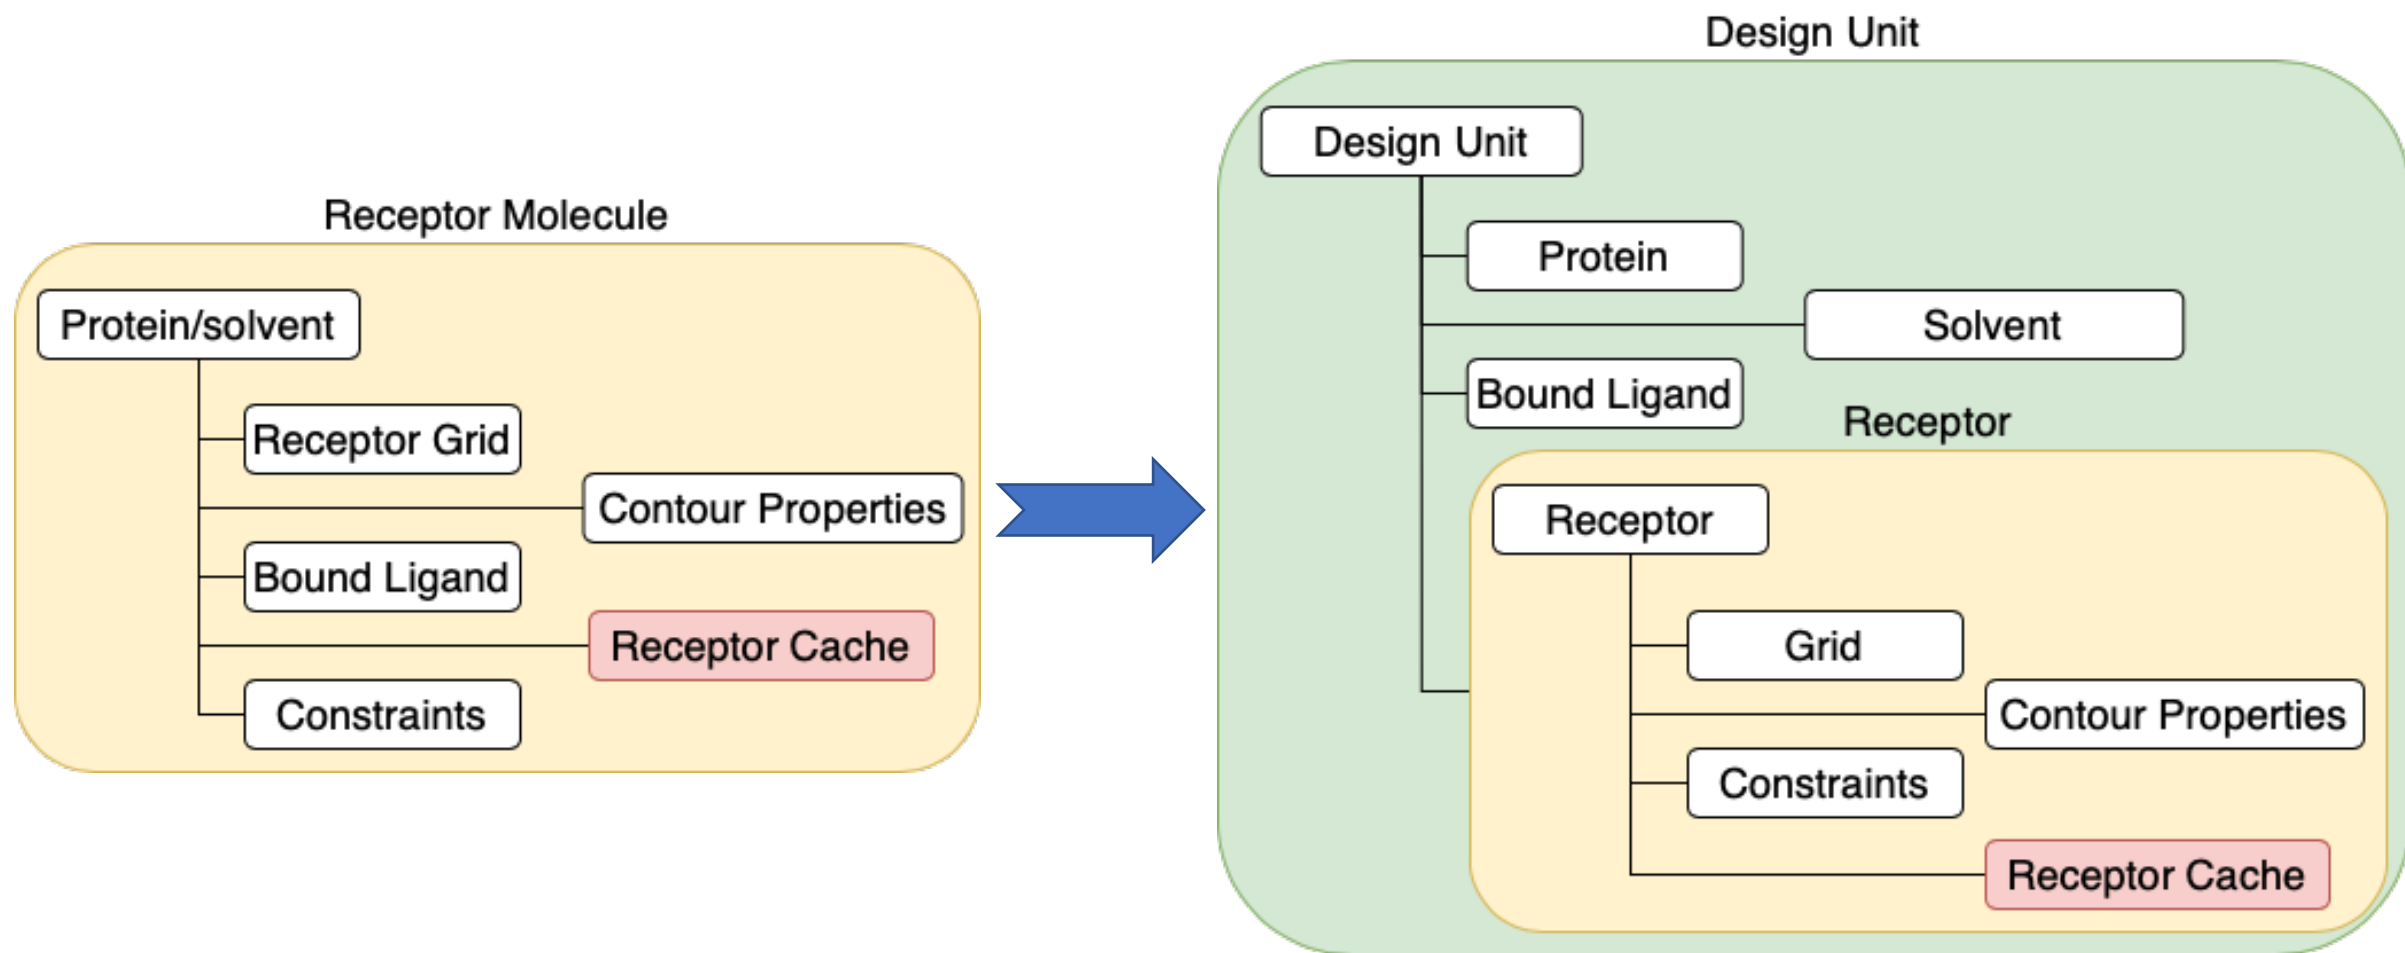 Receptor Molecule
Protein/solvent
Receptor Grid
Contour Properties
Bound Ligand
Receptor Cache
Constraints
Design Unit
Design Unit
Protein
Solvent
Bound Ligand
Receptor
Receptor
Grid
Contour Properties
Constraints
Receptor Cache